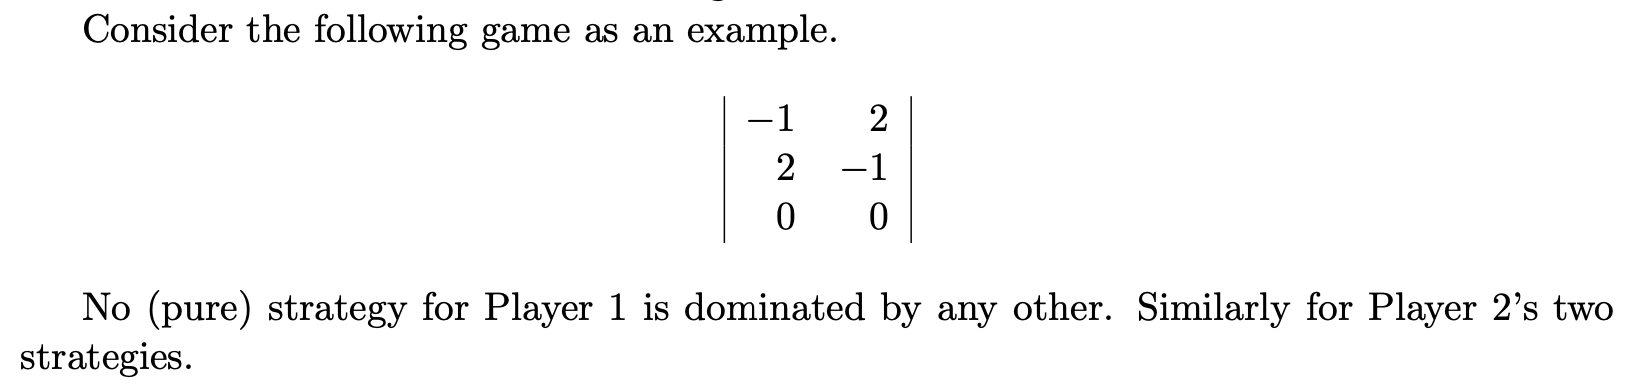 Consider the following game as an example.
−1 2
2 −1
0 0
No (pure) strategy for Player 1 is dominated by any other. Similarly for Player 2’s two
strategies.